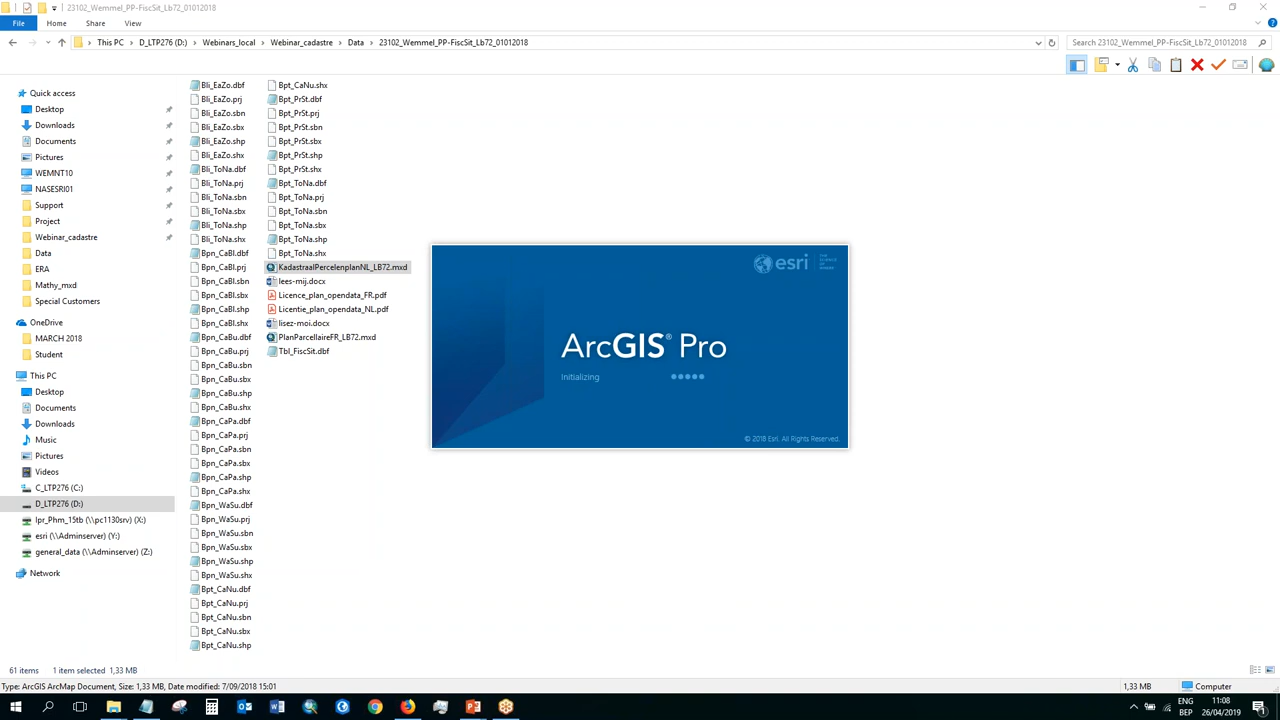 23102_Wemmel_PP-FiscSit_Lb72_01012018
File Home Share View
This PC D_LTP276 (D:) Webinars_local Webinar_cadastre Data 23102_Wemmel_PP-FiscSit_Lb72_01012018
Search 23102_Wemmel_PP-FiscSit_Lb72_01012018
Quick access
Desktop
Downloads
Documents
Pictures
WEMNT10
NASESRI01
Support
Project
Webinar_cadastre
Data
ERA
Mathy_mxd
Special Customers
OneDrive
MARCH 2018
Student
This PC
Desktop
Documents
Downloads
Music
Pictures
Videos
C_LTP276 (C:)
D_LTP276 (D:)
lpr_Phm_15tb (\\pc1130srv) (X:)
esri (\\Adminserver) (Y:)
general_data (\\Adminserver) (Z:)
Network
Bli_EaZo.dbf
Bli_EaZo.prj
Bli_EaZo.sbn
Bli_EaZo.sbx
Bli_EaZo.shp
Bli_EaZo.shx
Bli_ToNa.dbf
Bli_ToNa.prj
Bli_ToNa.sbn
Bli_ToNa.sbx
Bli_ToNa.shp
Bli_ToNa.shx
Bpn_CaBl.dbf
Bpn_CaBl.prj
Bpn_CaBl.sbn
Bpn_CaBl.sbx
Bpn_CaBl.shp
Bpn_CaBl.shx
Bpn_CaBu.dbf
Bpn_CaBu.prj
Bpn_CaBu.sbn
Bpn_CaBu.sbx
Bpn_CaBu.shp
Bpn_CaBu.shx
Bpn_CaPa.dbf
Bpn_CaPa.prj
Bpn_CaPa.sbn
Bpn_CaPa.sbx
Bpn_CaPa.shp
Bpn_CaPa.shx
Bpn_WaSu.dbf
Bpn_WaSu.prj
Bpn_WaSu.sbn
Bpn_WaSu.sbx
Bpn_WaSu.shp
Bpn_WaSu.shx
Bpt_CaNu.dbf
Bpt_CaNu.prj
Bpt_CaNu.sbn
Bpt_CaNu.sbx
Bpt_CaNu.shp
Bpt_CaNu.shx
Bpt_PrSt.dbf
Bpt_PrSt.prj
Bpt_PrSt.sbn
Bpt_PrSt.sbx
Bpt_PrSt.shp
Bpt_PrSt.shx
Bpt_ToNa.dbf
Bpt_ToNa.prj
Bpt_ToNa.sbn
Bpt_ToNa.sbx
Bpt_ToNa.shp
Bpt_ToNa.shx
KadastraalPercelenplanNL_LB72.mxd
lees-mij.docx
Licence_plan_opendata_FR.pdf
Licentie_plan_opendata_NL.pdf
lisez-moi.docx
PlanParcellaireFR_LB72.mxd
Tbl_FiscSit.dbf
esri
ArcGIS® Pro
Initializing
© 2018 Esri. All Rights Reserved.
61 items 1 item selected 1,33 MB
Type: ArcGIS ArcMap Document, Size: 1,33 MB, Date modified: 7/09/2018 15:01 1,33 MB Computer
ENG
BEP
11:08
26/04/2019
1